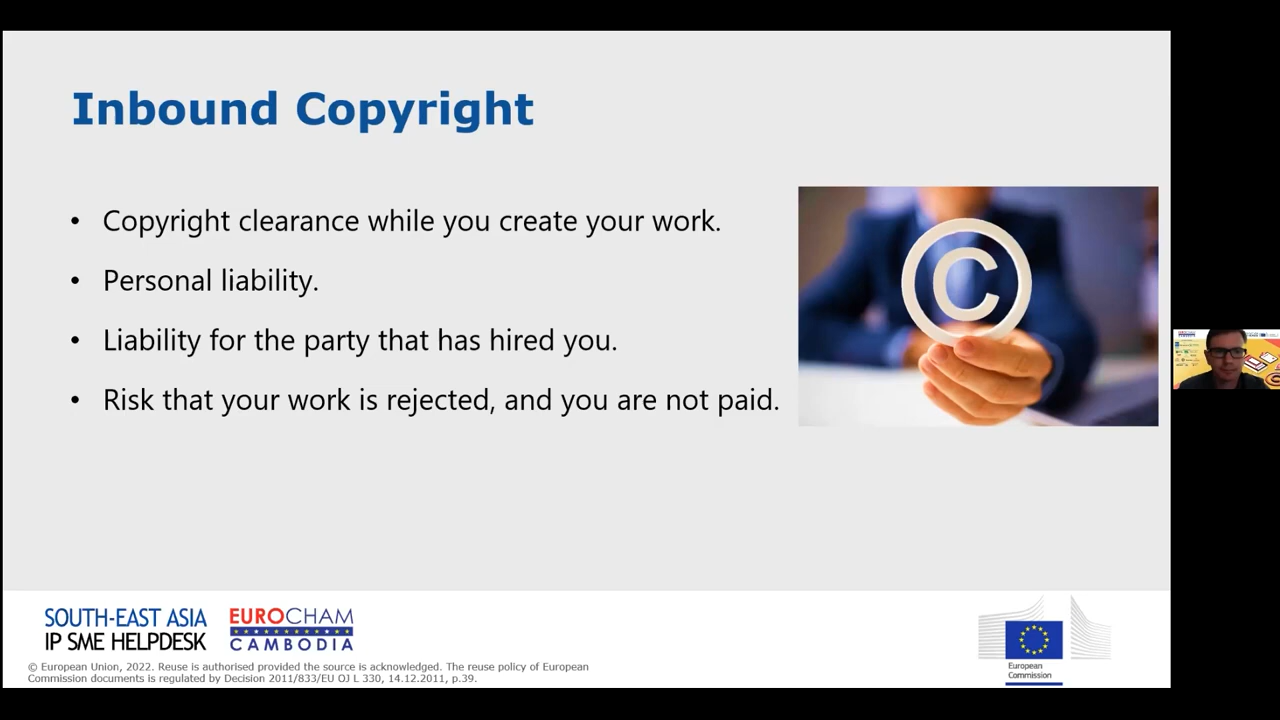 Inbound Copyright
• Copyright clearance while you create your work.
• Personal liability.
• Liability for the party that has hired you.
• Risk that your work is rejected, and you are not paid.
©
SOUTH-EAST ASIA
IP SME HELPDESK
EUROCHAM
CAMBODIA
© European Union, 2022. Reuse is authorised provided the source is acknowledged. The reuse policy of European
Commission documents is regulated by Decision 2011/833/EU OJ L 330, 14.12.2011, p.39.
European
Commission